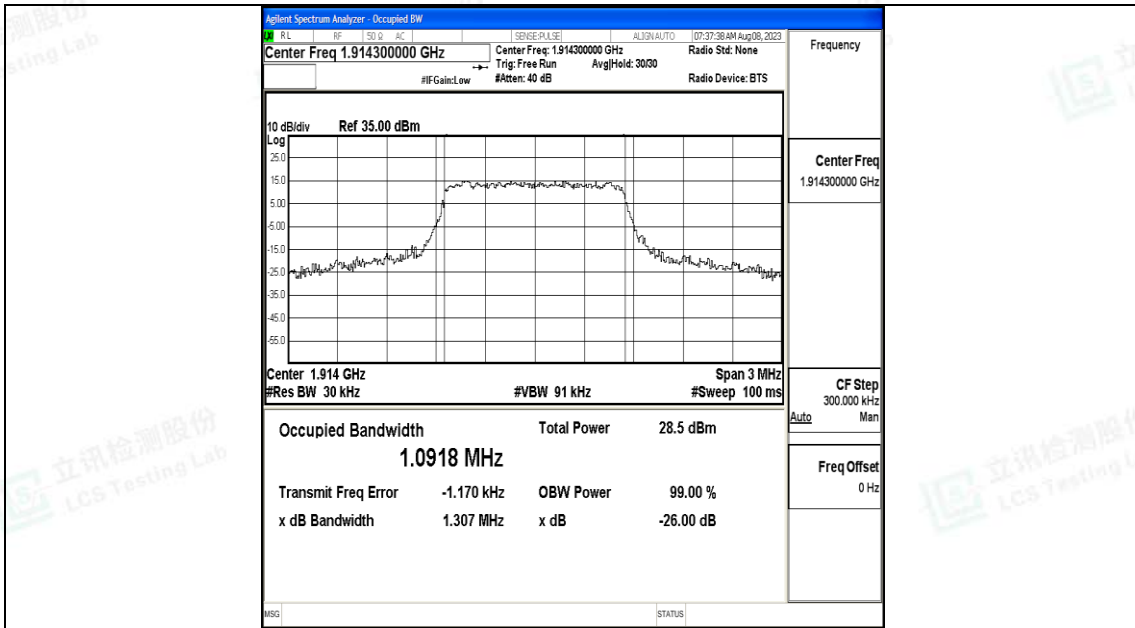 Agilent Spectrum Analyzer - Occupied BW
RL RF 50 Ω AC SENSE:PULSE ALIGN AUTO 07:37:38 AM Aug 08, 2023
Center Freq 1.914300000 GHz
Center Freq: 1.914300000 GHz
Radio Std: None
Trig: Free Run Avg|Hold: 30/30
#IFGain:Low
#Atten: 40 dB
Radio Device: BTS
10 dB/div Ref 35.00 dBm
Log
25.0
15.0
5.00
-5.00
-15.0
-25.0
-35.0
-45.0
-55.0
Center 1.914 GHz Span 3 MHz
#Res BW 30 kHz #VBW 91 kHz #Sweep 100 ms
Occupied Bandwidth Total Power 28.5 dBm
1.0918 MHz
Transmit Freq Error -1.170 kHz OBW Power 99.00 %
x dB Bandwidth 1.307 MHz x dB -26.00 dB
MSG STATUS
Frequency
Center Freq
1.914300000 GHz
CF Step
300.000 kHz
Auto Man
Freq Offset
0 Hz
立讯检测股份
LCS Testing Lab
立讯检测股份
LCS Testing L